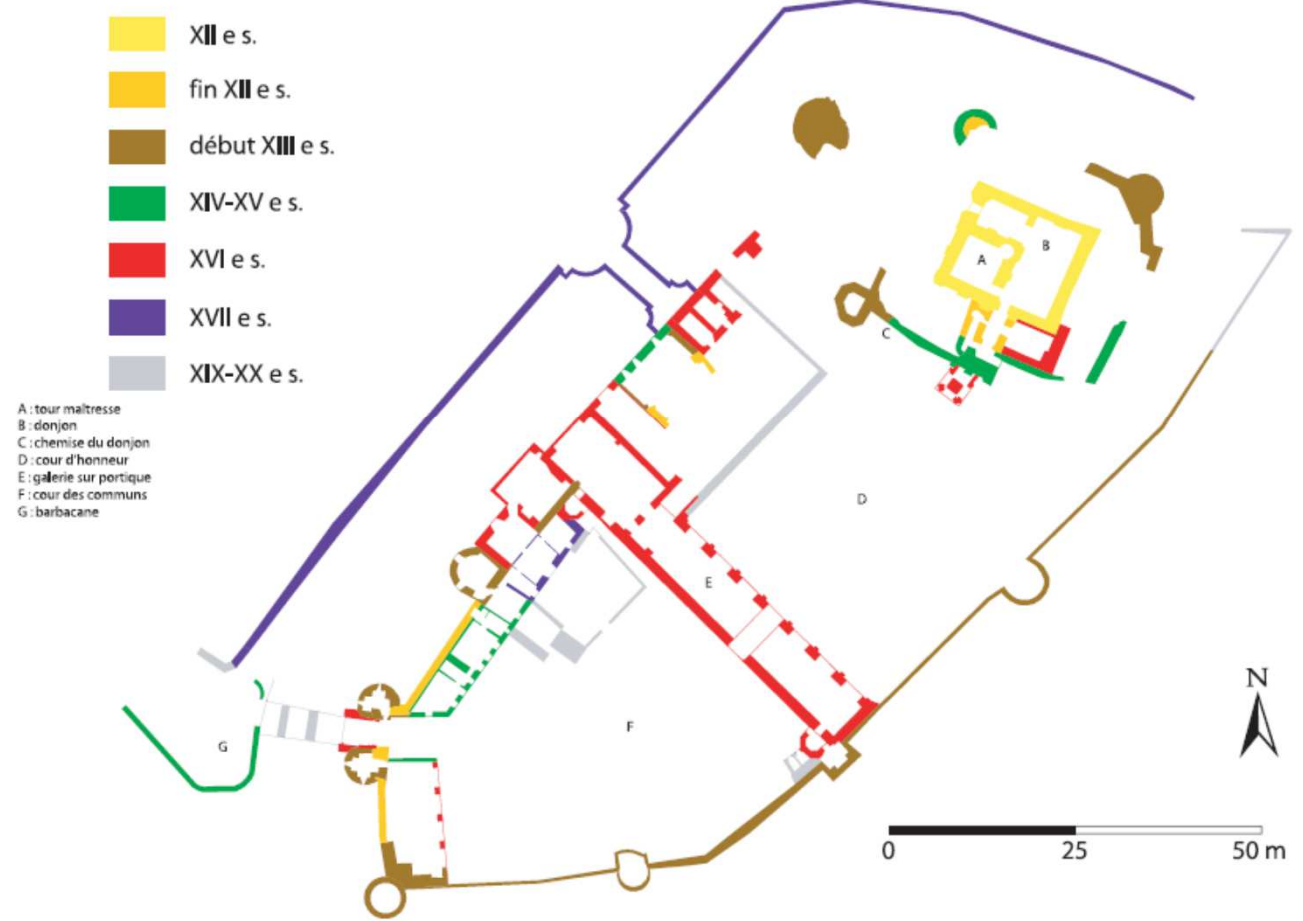 XII e s.
fin XII e s.
début XIII e s.
XIV-XV e s.
XVI e s.
XVII e s.
XIX-XX e s.
A : tour maîtresse
B : donjon
C : chemise du donjon
D : cour d'honneur
E : galerie sur portique
F : cour des communs
G : barbacane
A
B
C
D
E
F
G
N
0 25 50 m